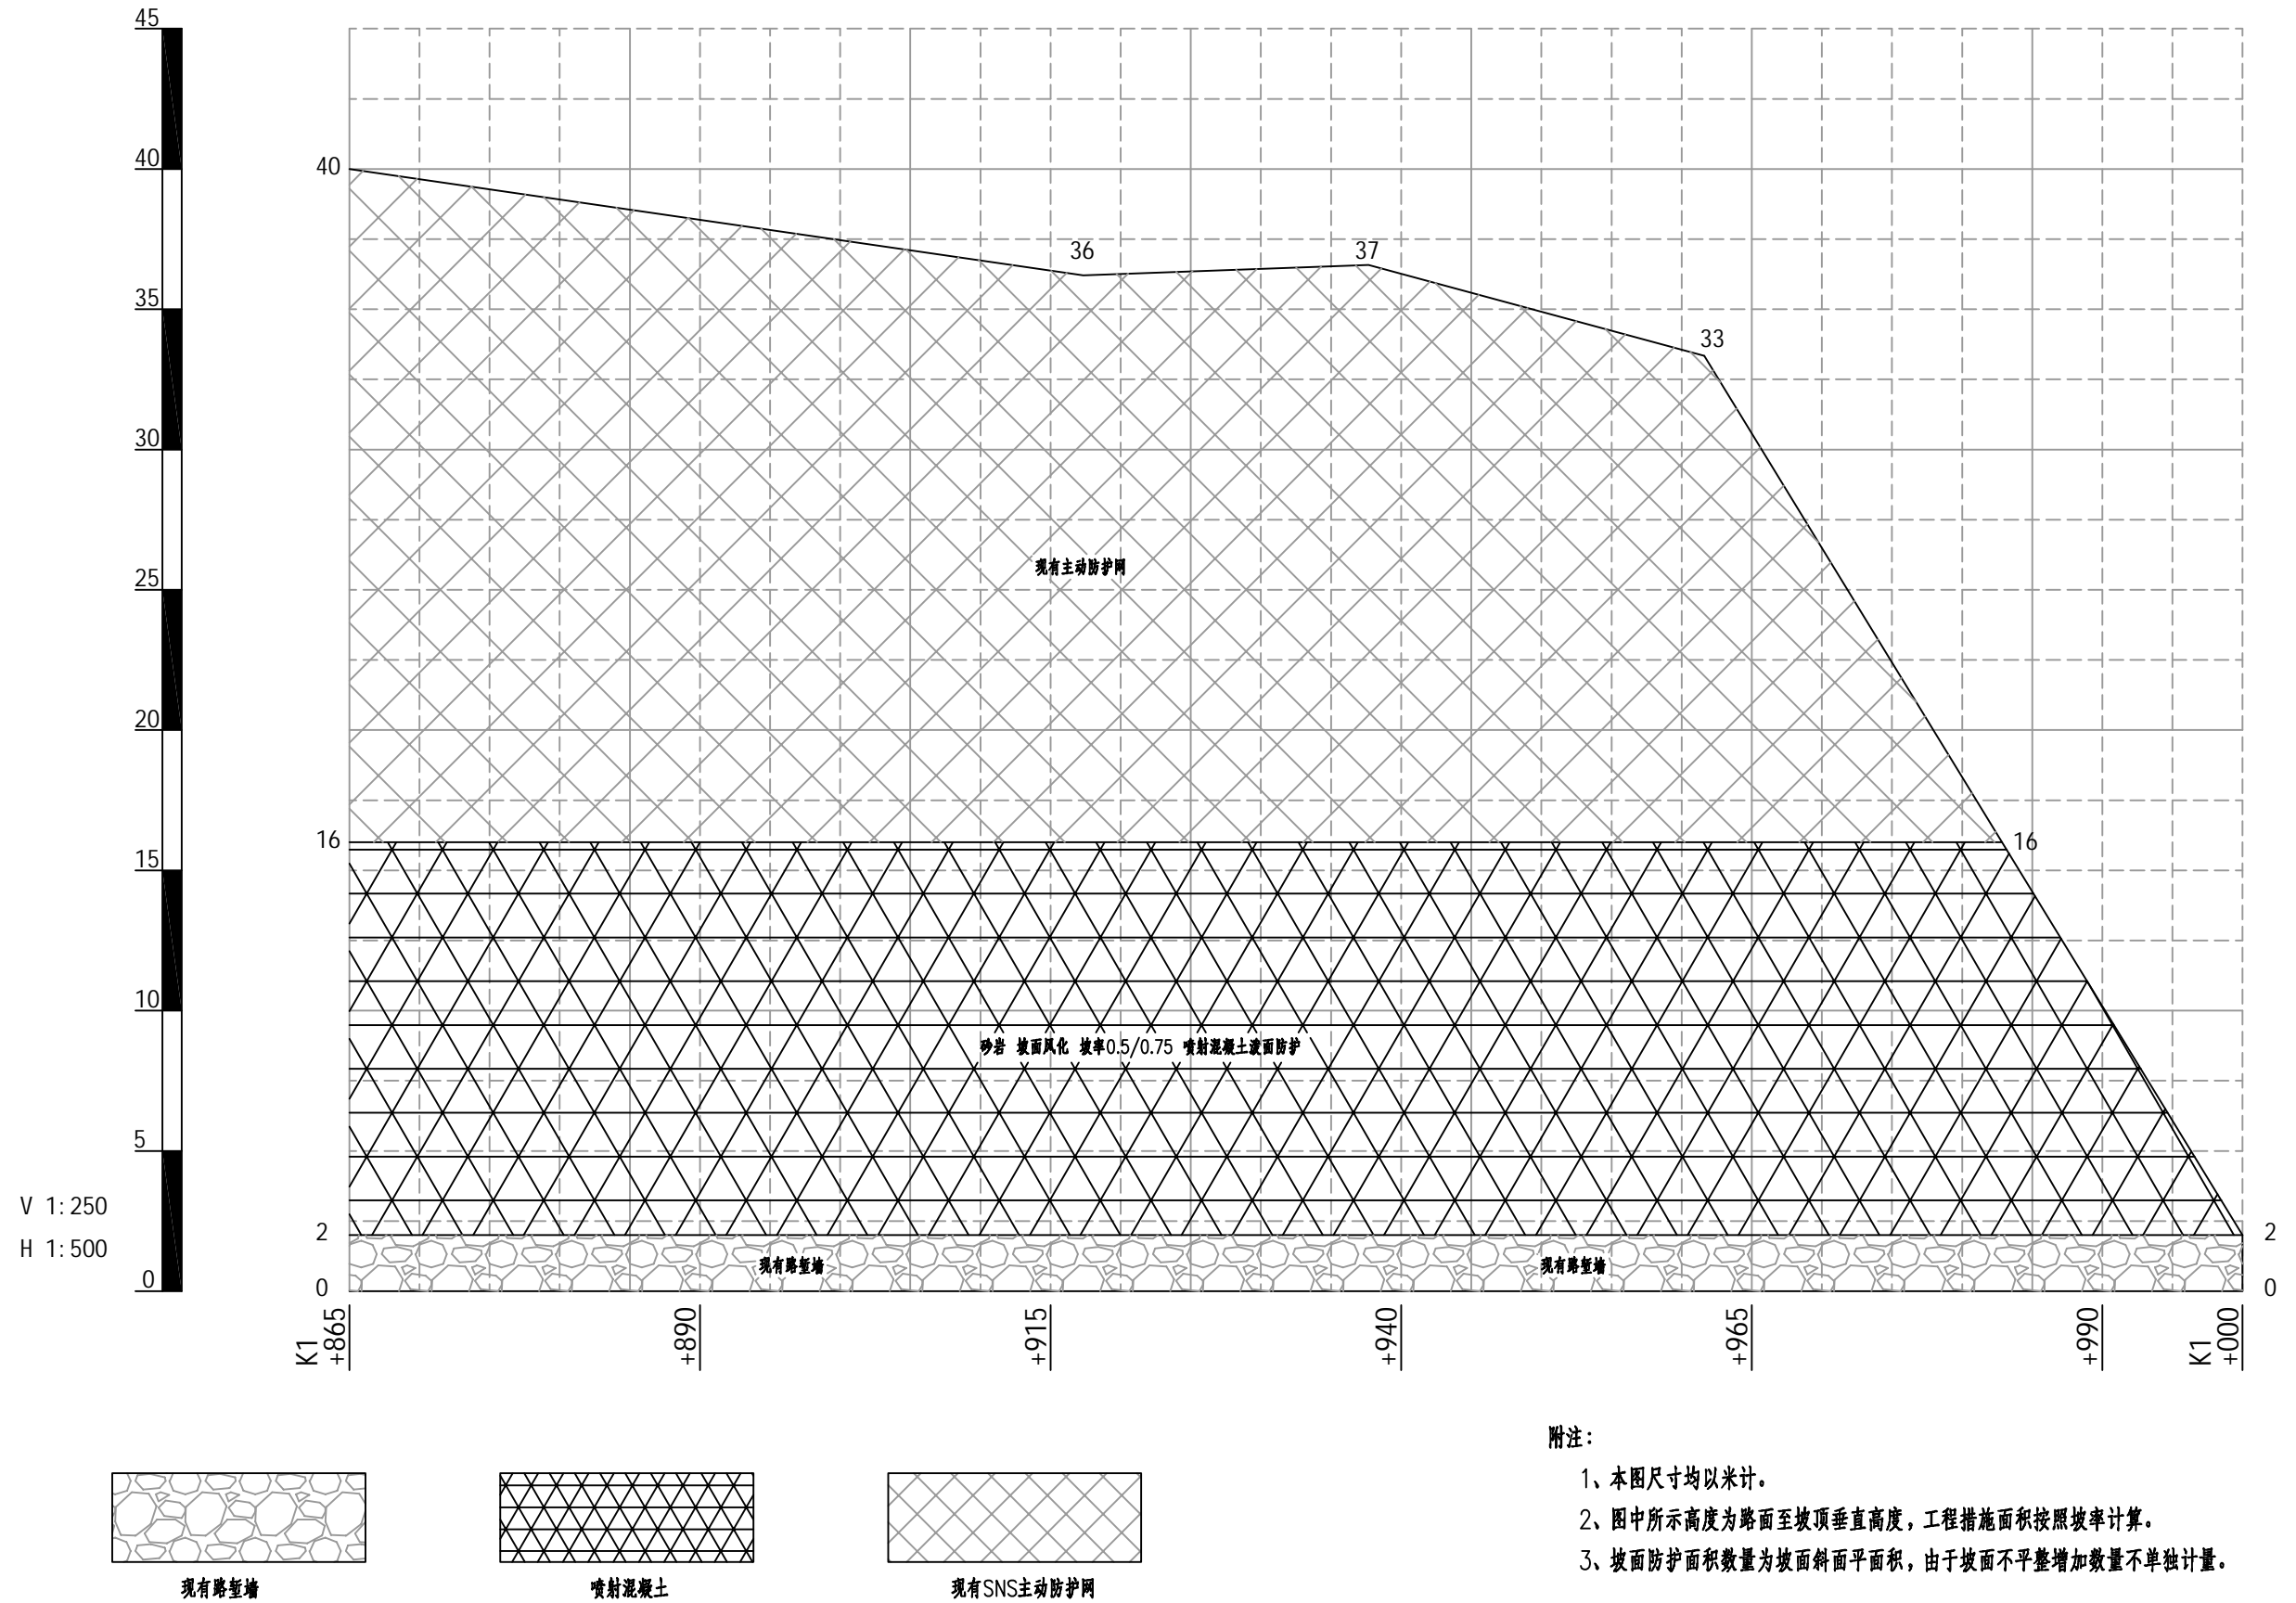 45
40
35
30
25
20
15
10
5
0
V 1:250
H 1:500
40
36
37
33
16
16
2
0
2
0
现有主动防护网
砂岩 坡面风化 坡率0.5/0.75 喷射混凝土坡面防护
现有路堑墙
现有路堑墙
K1
+865
+890
+915
+940
+965
+990
K1
+000
现有路堑墙
喷射混凝土
现有SNS主动防护网
附注：
1、本图尺寸均以米计。
2、图中所示高度为路面至坡顶垂直高度，工程措施面积按照坡率计算。
3、坡面防护面积数量为坡面斜面平面积，由于坡面不平整增加数量不单独计量。